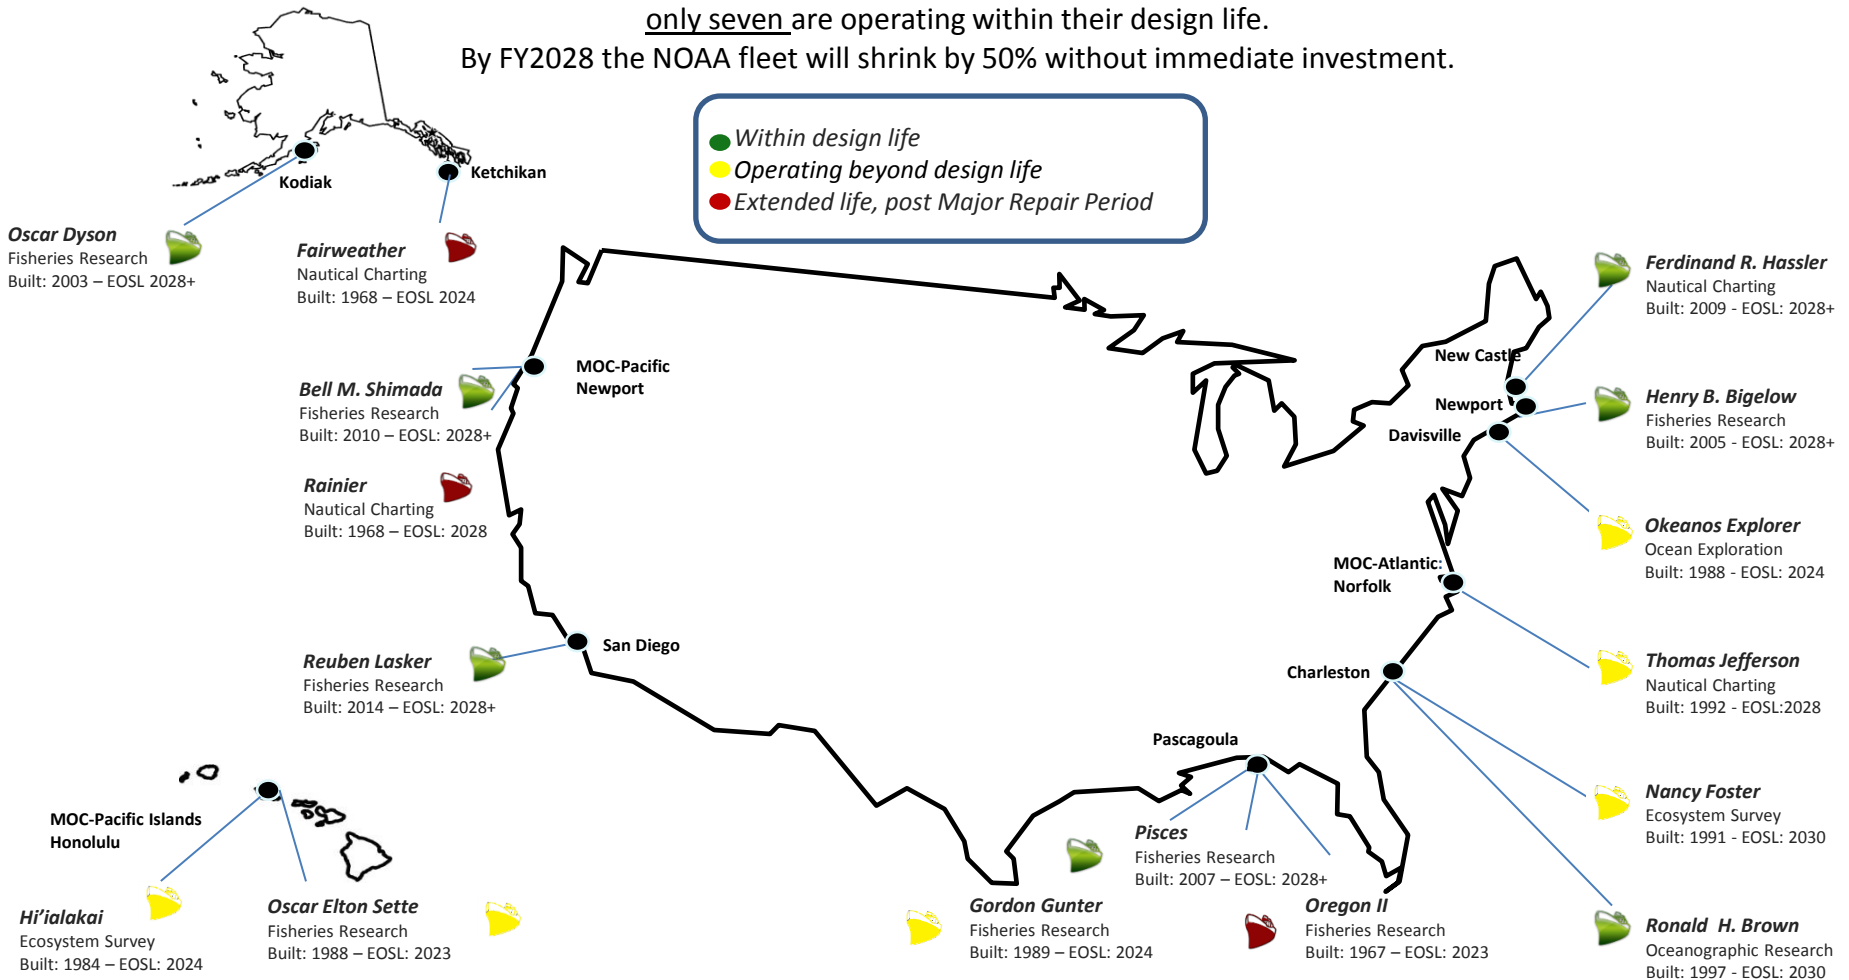 only seven are operating within their design life.
By FY2028 the NOAA fleet will shrink by 50% without immediate investment.
Within design life
Operating beyond design life
Extended life, post Major Repair Period
Kodiak
Ketchikan
Oscar Dyson
Fisheries Research
Built: 2003 – EOSL 2028+
Fairweather
Nautical Charting
Built: 1968 – EOSL 2024
MOC-Pacific
Newport
Bell M. Shimada
Fisheries Research
Built: 2010 – EOSL: 2028+
Rainier
Nautical Charting
Built: 1968 – EOSL: 2028
San Diego
Reuben Lasker
Fisheries Research
Built: 2014 – EOSL: 2028+
MOC-Pacific Islands
Honolulu
Hi’ialakai
Ecosystem Survey
Built: 1984 – EOSL: 2024
Oscar Elton Sette
Fisheries Research
Built: 1988 – EOSL: 2023
Pascagoula
Pisces
Fisheries Research
Built: 2007 – EOSL: 2028+
Gordon Gunter
Fisheries Research
Built: 1989 – EOSL: 2024
Oregon II
Fisheries Research
Built: 1967 – EOSL: 2023
New Castle
Newport
Davisville
MOC-Atlantic:
Norfolk
Charleston
Ferdinand R. Hassler
Nautical Charting
Built: 2009 - EOSL: 2028+
Henry B. Bigelow
Fisheries Research
Built: 2005 - EOSL: 2028+
Okeanos Explorer
Ocean Exploration
Built: 1988 - EOSL: 2024
Thomas Jefferson
Nautical Charting
Built: 1992 - EOSL:2028
Nancy Foster
Ecosystem Survey
Built: 1991 - EOSL: 2030
Ronald H. Brown
Oceanographic Research
Built: 1997 - EOSL: 2030